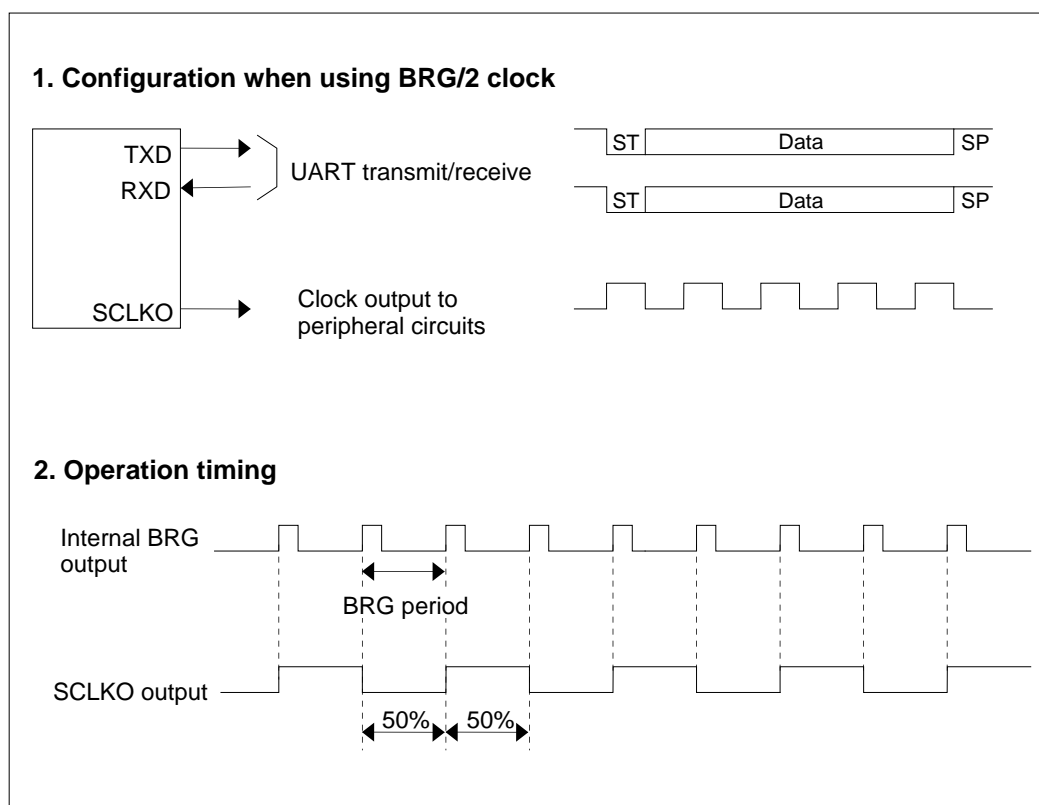 1. Configuration when using BRG/2 clock
TXD
RXD
UART transmit/receive
ST
Data
SP
ST
Data
SP
SCLKO
Clock output to
peripheral circuits
2. Operation timing
Internal BRG
output
BRG period
SCLKO output
50%
50%